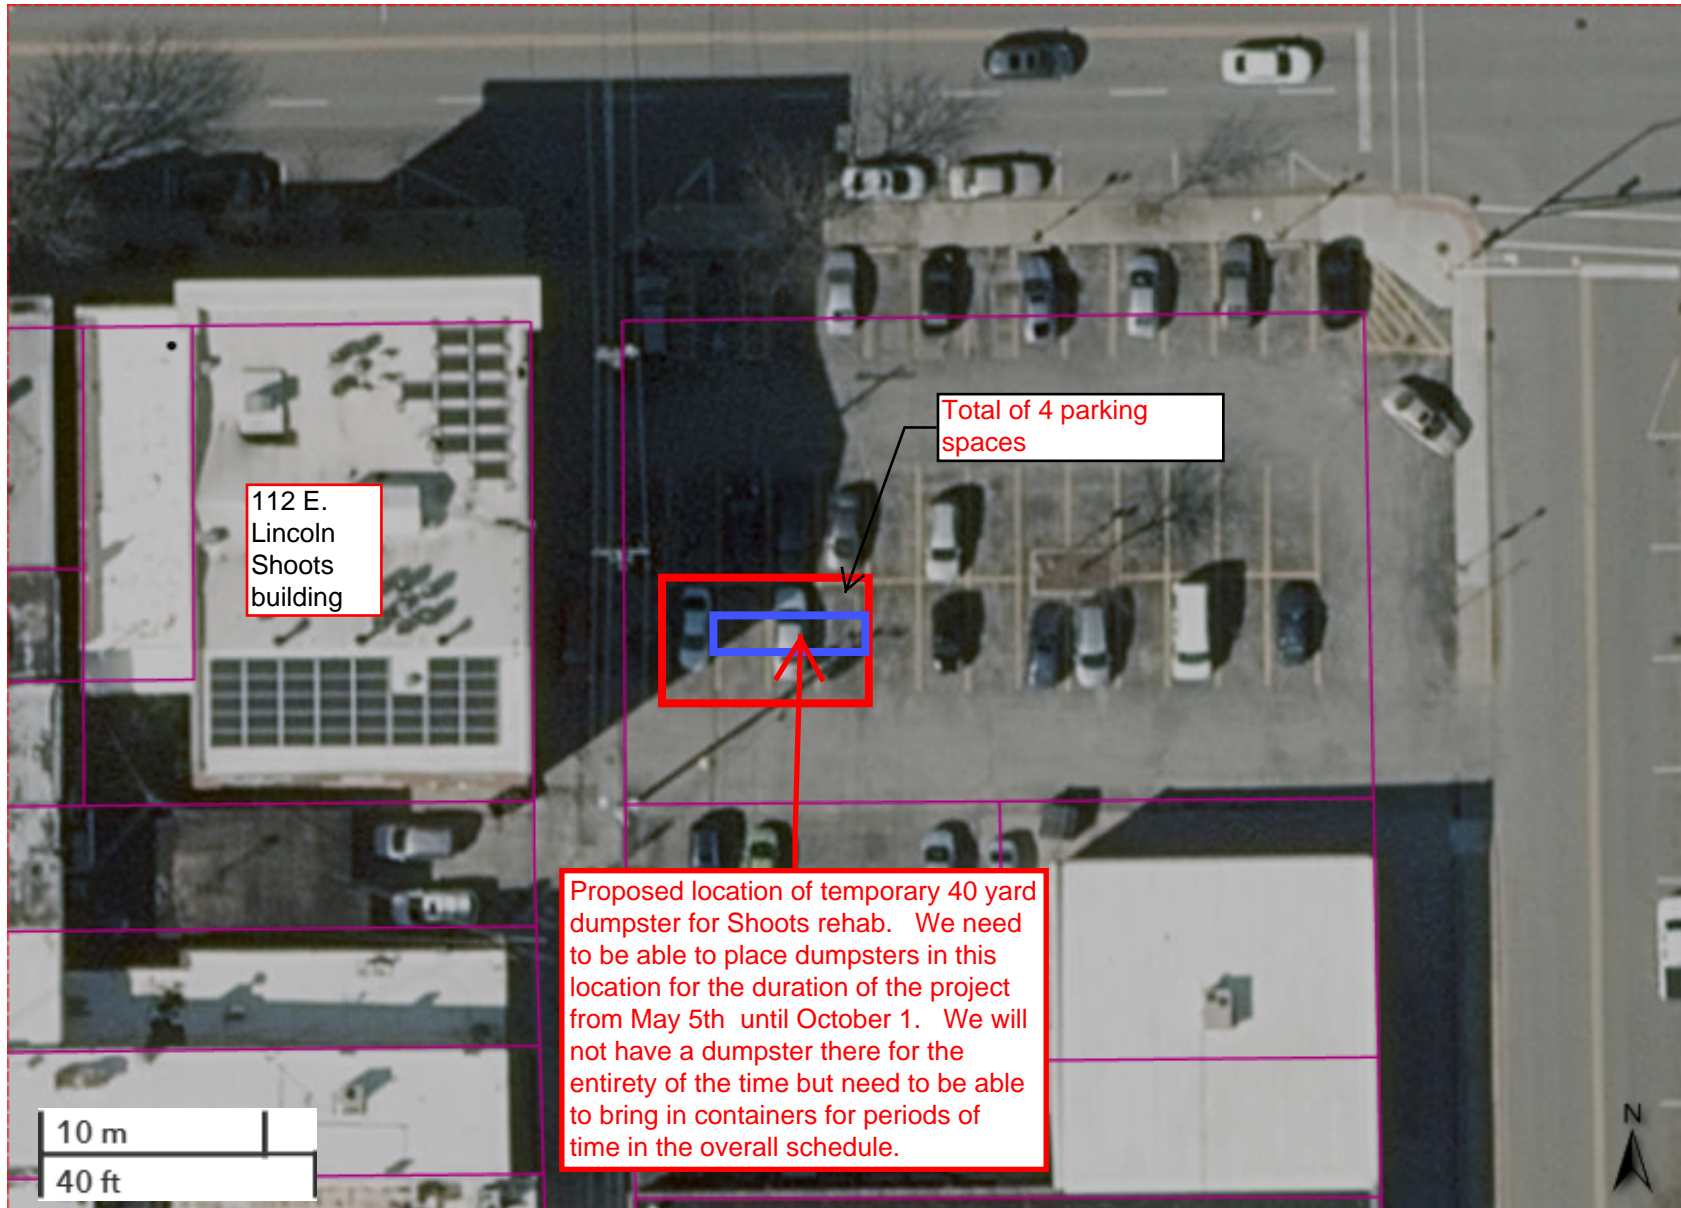 Total of 4 parking
spaces
112 E.
Lincoln
Shoots
building
Proposed location of temporary 40 yard
dumpster for Shoots rehab.   We need
to be able to place dumpsters in this
location for the duration of the project
from May 5th  until October 1.   We will
not have a dumpster there for the
entirety of the time but need to be able
to bring in containers for periods of
time in the overall schedule.
10 m
40 ft
N